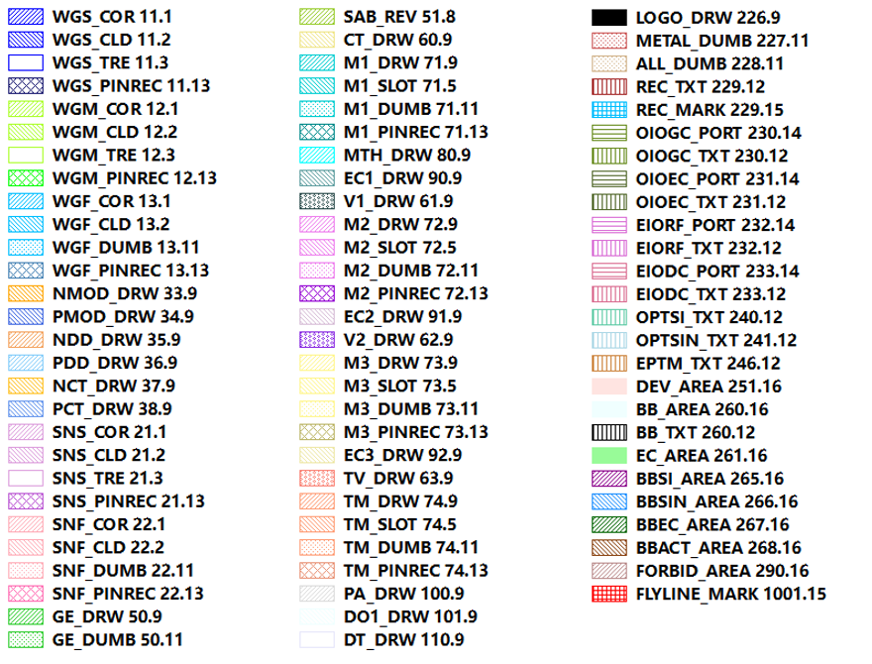 WGS_COR 11.1
WGS_CLD 11.2
WGS_TRE 11.3
WGS_PINREC 11.13
WGM_COR 12.1
WGM_CLD 12.2
WGM_TRE 12.3
WGM_PINREC 12.13
WGF_COR 13.1
WGF_CLD 13.2
WGF_DUMB 13.11
WGF_PINREC 13.13
NMOD_DRW 33.9
PMOD_DRW 34.9
NDD_DRW 35.9
PDD_DRW 36.9
NCT_DRW 37.9
PCT_DRW 38.9
SNS_COR 21.1
SNS_CLD 21.2
SNS_TRE 21.3
SNS_PINREC 21.13
SNF_COR 22.1
SNF_CLD 22.2
SNF_DUMB 22.11
SNF_PINREC 22.13
GE_DRW 50.9
GE_DUMB 50.11
SAB_REV 51.8
CT_DRW 60.9
M1_DRW 71.9
M1_SLOT 71.5
M1_DUMB 71.11
M1_PINREC 71.13
MTH_DRW 80.9
EC1_DRW 90.9
V1_DRW 61.9
M2_DRW 72.9
M2_SLOT 72.5
M2_DUMB 72.11
M2_PINREC 72.13
EC2_DRW 91.9
V2_DRW 62.9
M3_DRW 73.9
M3_SLOT 73.5
M3_DUMB 73.11
M3_PINREC 73.13
EC3_DRW 92.9
TV_DRW 63.9
TM_DRW 74.9
TM_SLOT 74.5
TM_DUMB 74.11
TM_PINREC 74.13
PA_DRW 100.9
DO1_DRW 101.9
DT_DRW 110.9
LOGO_DRW 226.9
METAL_DUMB 227.11
ALL_DUMB 228.11
REC_TXT 229.12
REC_MARK 229.15
OIOGC_PORT 230.14
OIOGC_TXT 230.12
OIOEC_PORT 231.14
OIOEC_TXT 231.12
EIORF_PORT 232.14
EIORF_TXT 232.12
EIODC_PORT 233.14
EIODC_TXT 233.12
OPTSI_TXT 240.12
OPTSIN_TXT 241.12
EPTM_TXT 246.12
DEV_AREA 251.16
BB_AREA 260.16
BB_TXT 260.12
EC_AREA 261.16
BBSI_AREA 265.16
BBSIN_AREA 266.16
BBEC_AREA 267.16
BBACT_AREA 268.16
FORBID_AREA 290.16
FLYLINE_MARK 1001.15